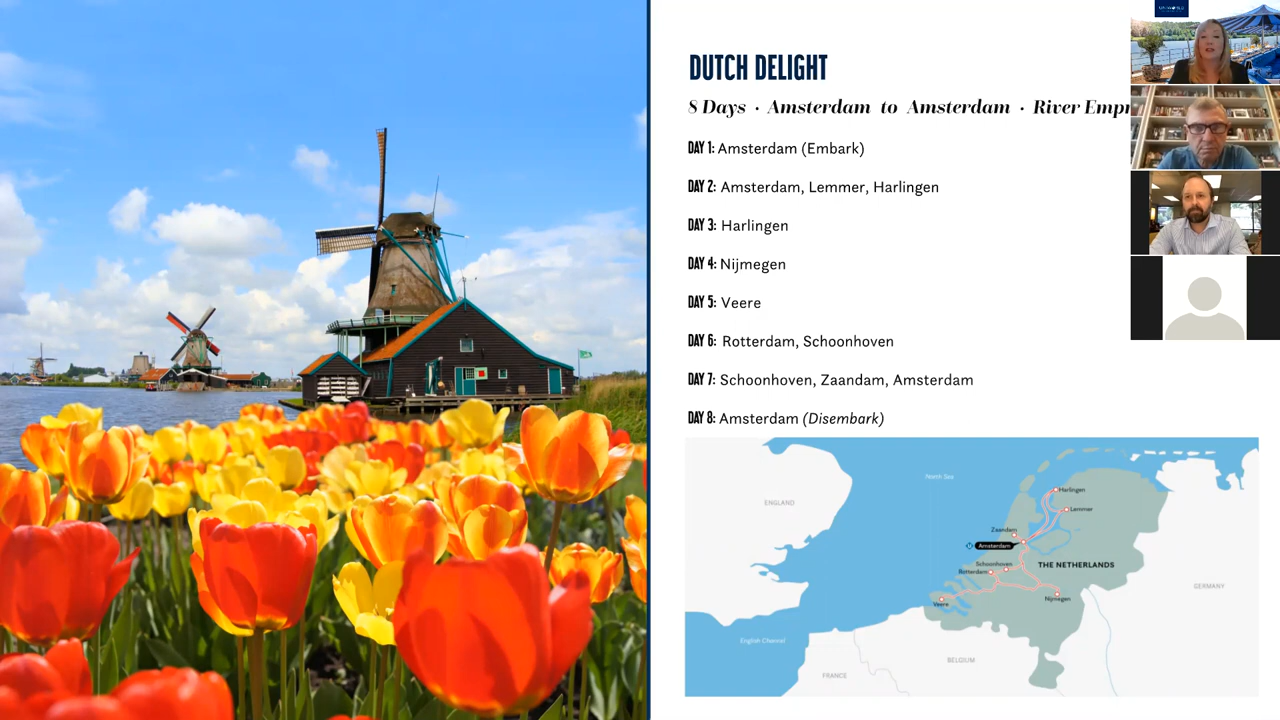 DUTCH DELIGHT
8 Days · Amsterdam to Amsterdam · River
DAY 1: Amsterdam (Embark)
DAY 2: Amsterdam, Lemmer, Harlingen
DAY 3: Harlingen
DAY 4: Nijmegen
DAY 5: Veere
DAY 6: Rotterdam, Schoonhoven
DAY 7: Schoonhoven, Zaandam, Amsterdam
DAY 8: Amsterdam (Disembark)
North Sea
Harlingen
ENGLAND
Lemmer
Zaandam
Amsterdam
Schoonhoven
THE NETHERLANDS
Rotterdam
GERMANY
Nijmegen
Veere
English Channel
BELGIUM
FRANCE